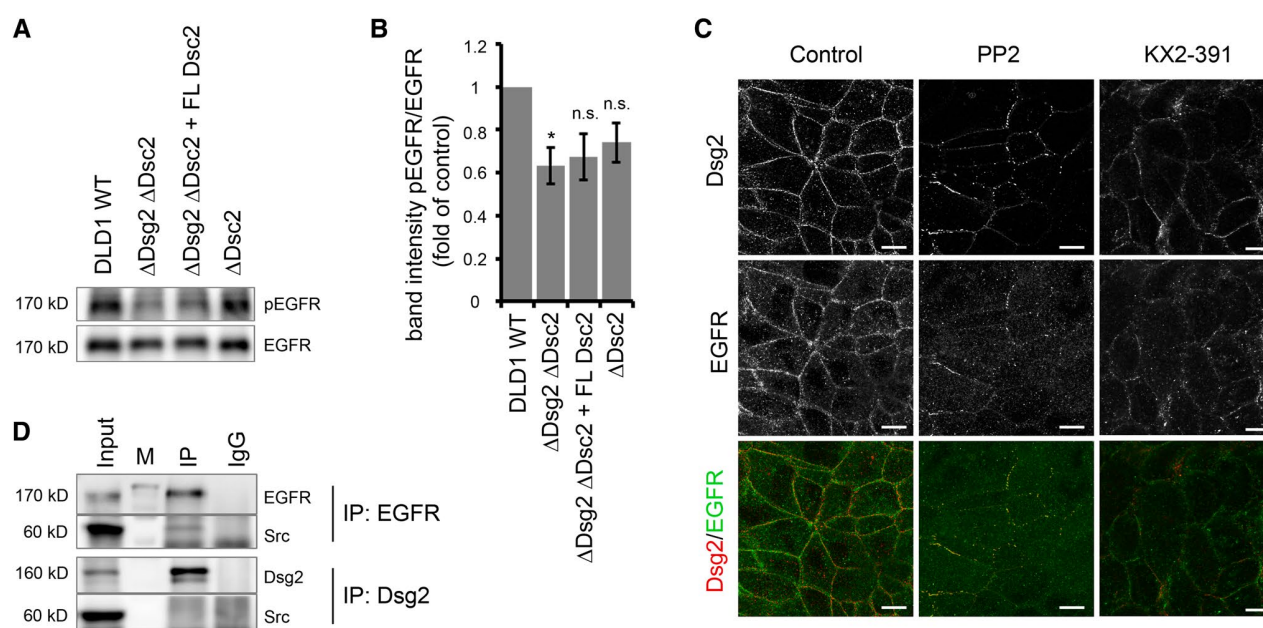 A
DLD1 WT
ΔDsg2 ΔDsc2
ΔDsg2 ΔDsc2 + FL Dsc2
ΔDsc2
170 kD
pEGFR
170 kD
EGFR
B
band intensity pEGFR/EGFR
(fold of control)
1.2
1
0.8
0.6
0.4
0.2
0
*
n.s.
n.s.
DLD1 WT
ΔDsg2 ΔDsc2
ΔDsg2 ΔDsc2 + FL Dsc2
ΔDsc2
C
Control
PP2
KX2-391
Dsg2
EGFR
Dsg2/EGFR
D
Input
M
IP
IgG
170 kD
EGFR
60 kD
Src
IP: EGFR
160 kD
Dsg2
60 kD
Src
IP: Dsg2